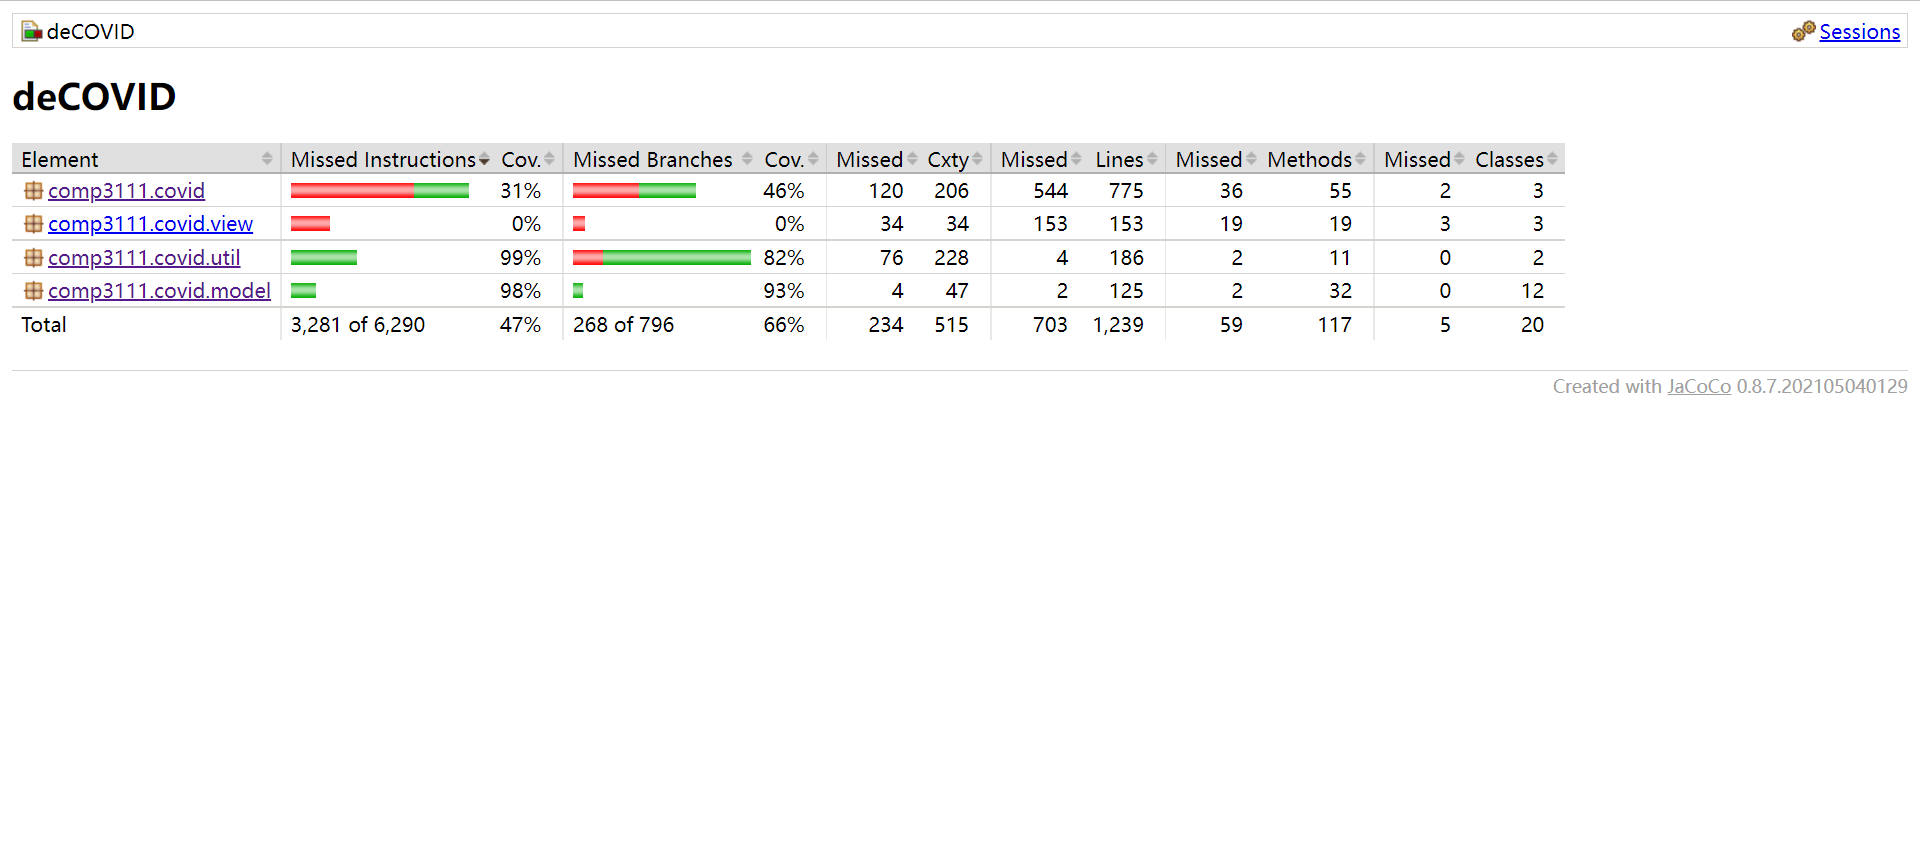 deCOVID Sessions
deCOVID
Element Missed Instructions Cov. Missed Branches Cov. Missed Cxty Missed Lines Missed Methods Missed Classes
comp3111.covid 31% 46% 120 206 544 775 36 55 2 3
comp3111.covid.view 0% 0% 34 34 153 153 19 19 3 3
comp3111.covid.util 99% 82% 76 228 4 186 2 11 0 2
comp3111.covid.model 98% 93% 4 47 2 125 2 32 0 12
Total 3,281 of 6,290 47% 268 of 796 66% 234 515 703 1,239 59 117 5 20
Created with JaCoCo 0.8.7.202105040129